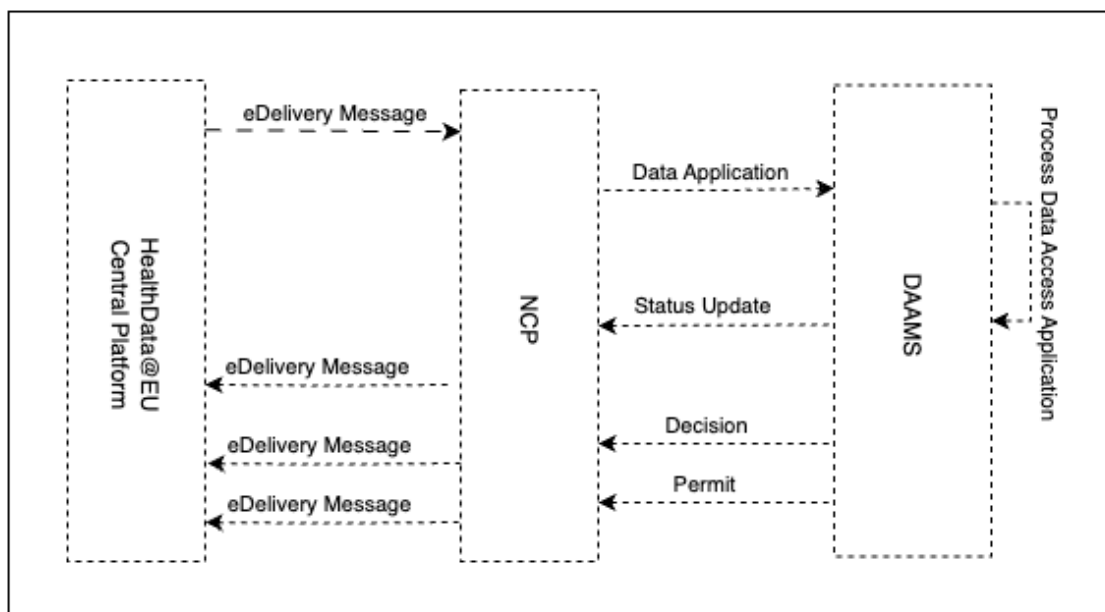 eDelivery Message
Data Application
Process Data Access Application
HealthData@EU
Central Platform
NCP
DAAMS
Status Update
eDelivery Message
Decision
eDelivery Message
Permit
eDelivery Message